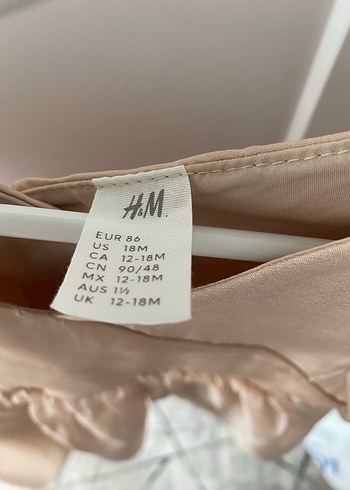 H&M
EUR 86
US 18M
CA 12-18M
CN 90/48
MX 12-18M
AUS 1½
UK 12-18M